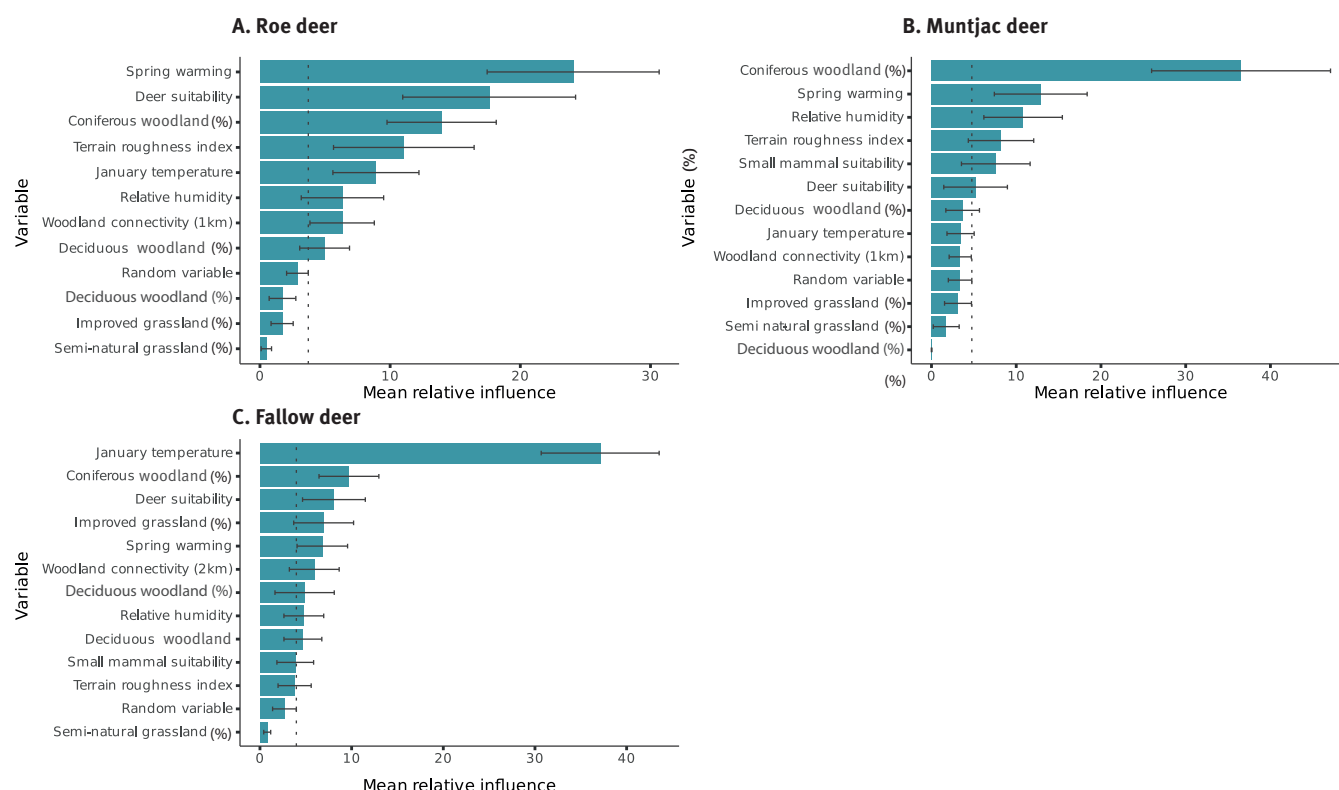 A. Roe deer
Variable
Spring warming
Deer suitability
Coniferous woodland (%)
Terrain roughness index
January temperature
Relative humidity
Woodland connectivity (1km)
Deciduous woodland (%)
Random variable
Deciduous woodland (%)
Improved grassland (%)
Semi-natural grassland (%)
0 10 20 30
Mean relative influence
B. Muntjac deer
Variable (%)
Coniferous woodland (%)
Spring warming
Relative humidity
Terrain roughness index
Small mammal suitability
Deer suitability
Deciduous woodland (%)
January temperature
Woodland connectivity (1km)
Random variable
Improved grassland (%)
Semi natural grassland (%)
Deciduous woodland (%)
(%)
0 10 20 30 40
Mean relative influence
C. Fallow deer
Variable
January temperature
Coniferous woodland (%)
Deer suitability
Improved grassland (%)
Spring warming
Woodland connectivity (2km)
Deciduous woodland (%)
Relative humidity
Deciduous woodland
Small mammal suitability
Terrain roughness index
Random variable
Semi-natural grassland (%)
0 10 20 30 40
Mean relative influence